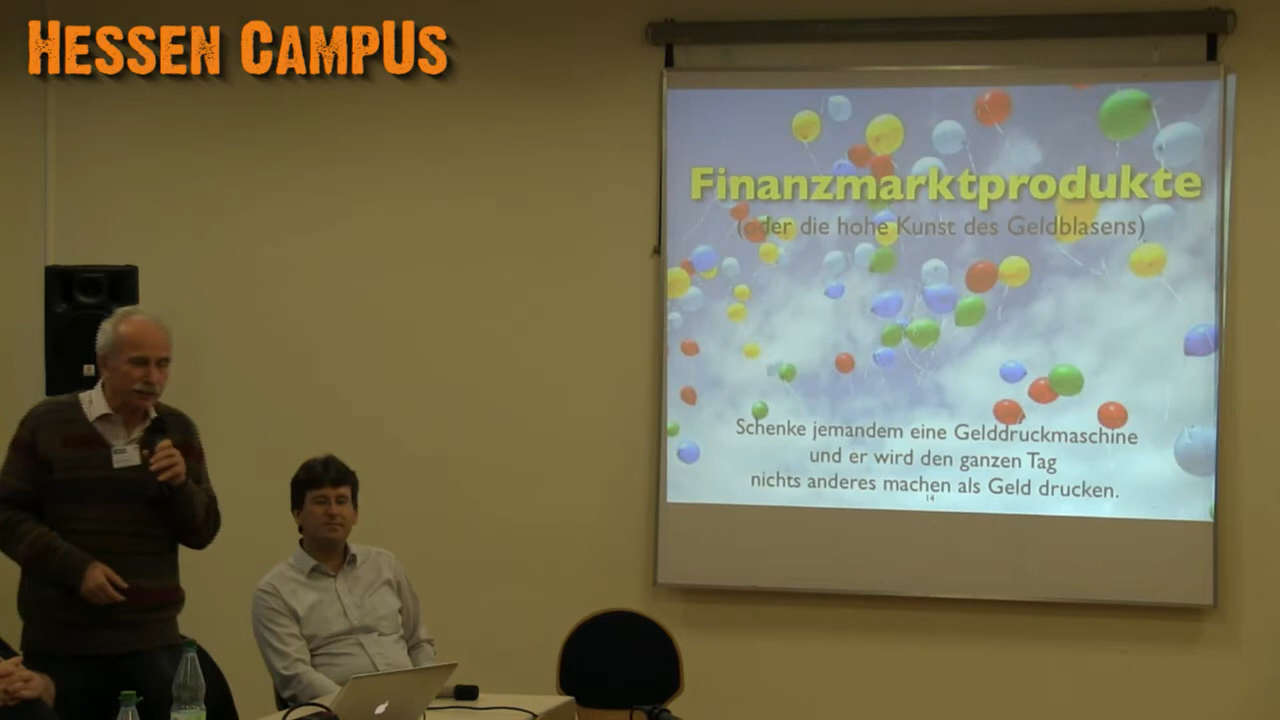 HESSEN CAMPUS
Finanzmarktprodukte
(oder die hohe Kunst des Geldblasens)
Schenke jemandem eine Gelddruckmaschine
und er wird den ganzen Tag
nichts anderes machen als Geld drucken.
14